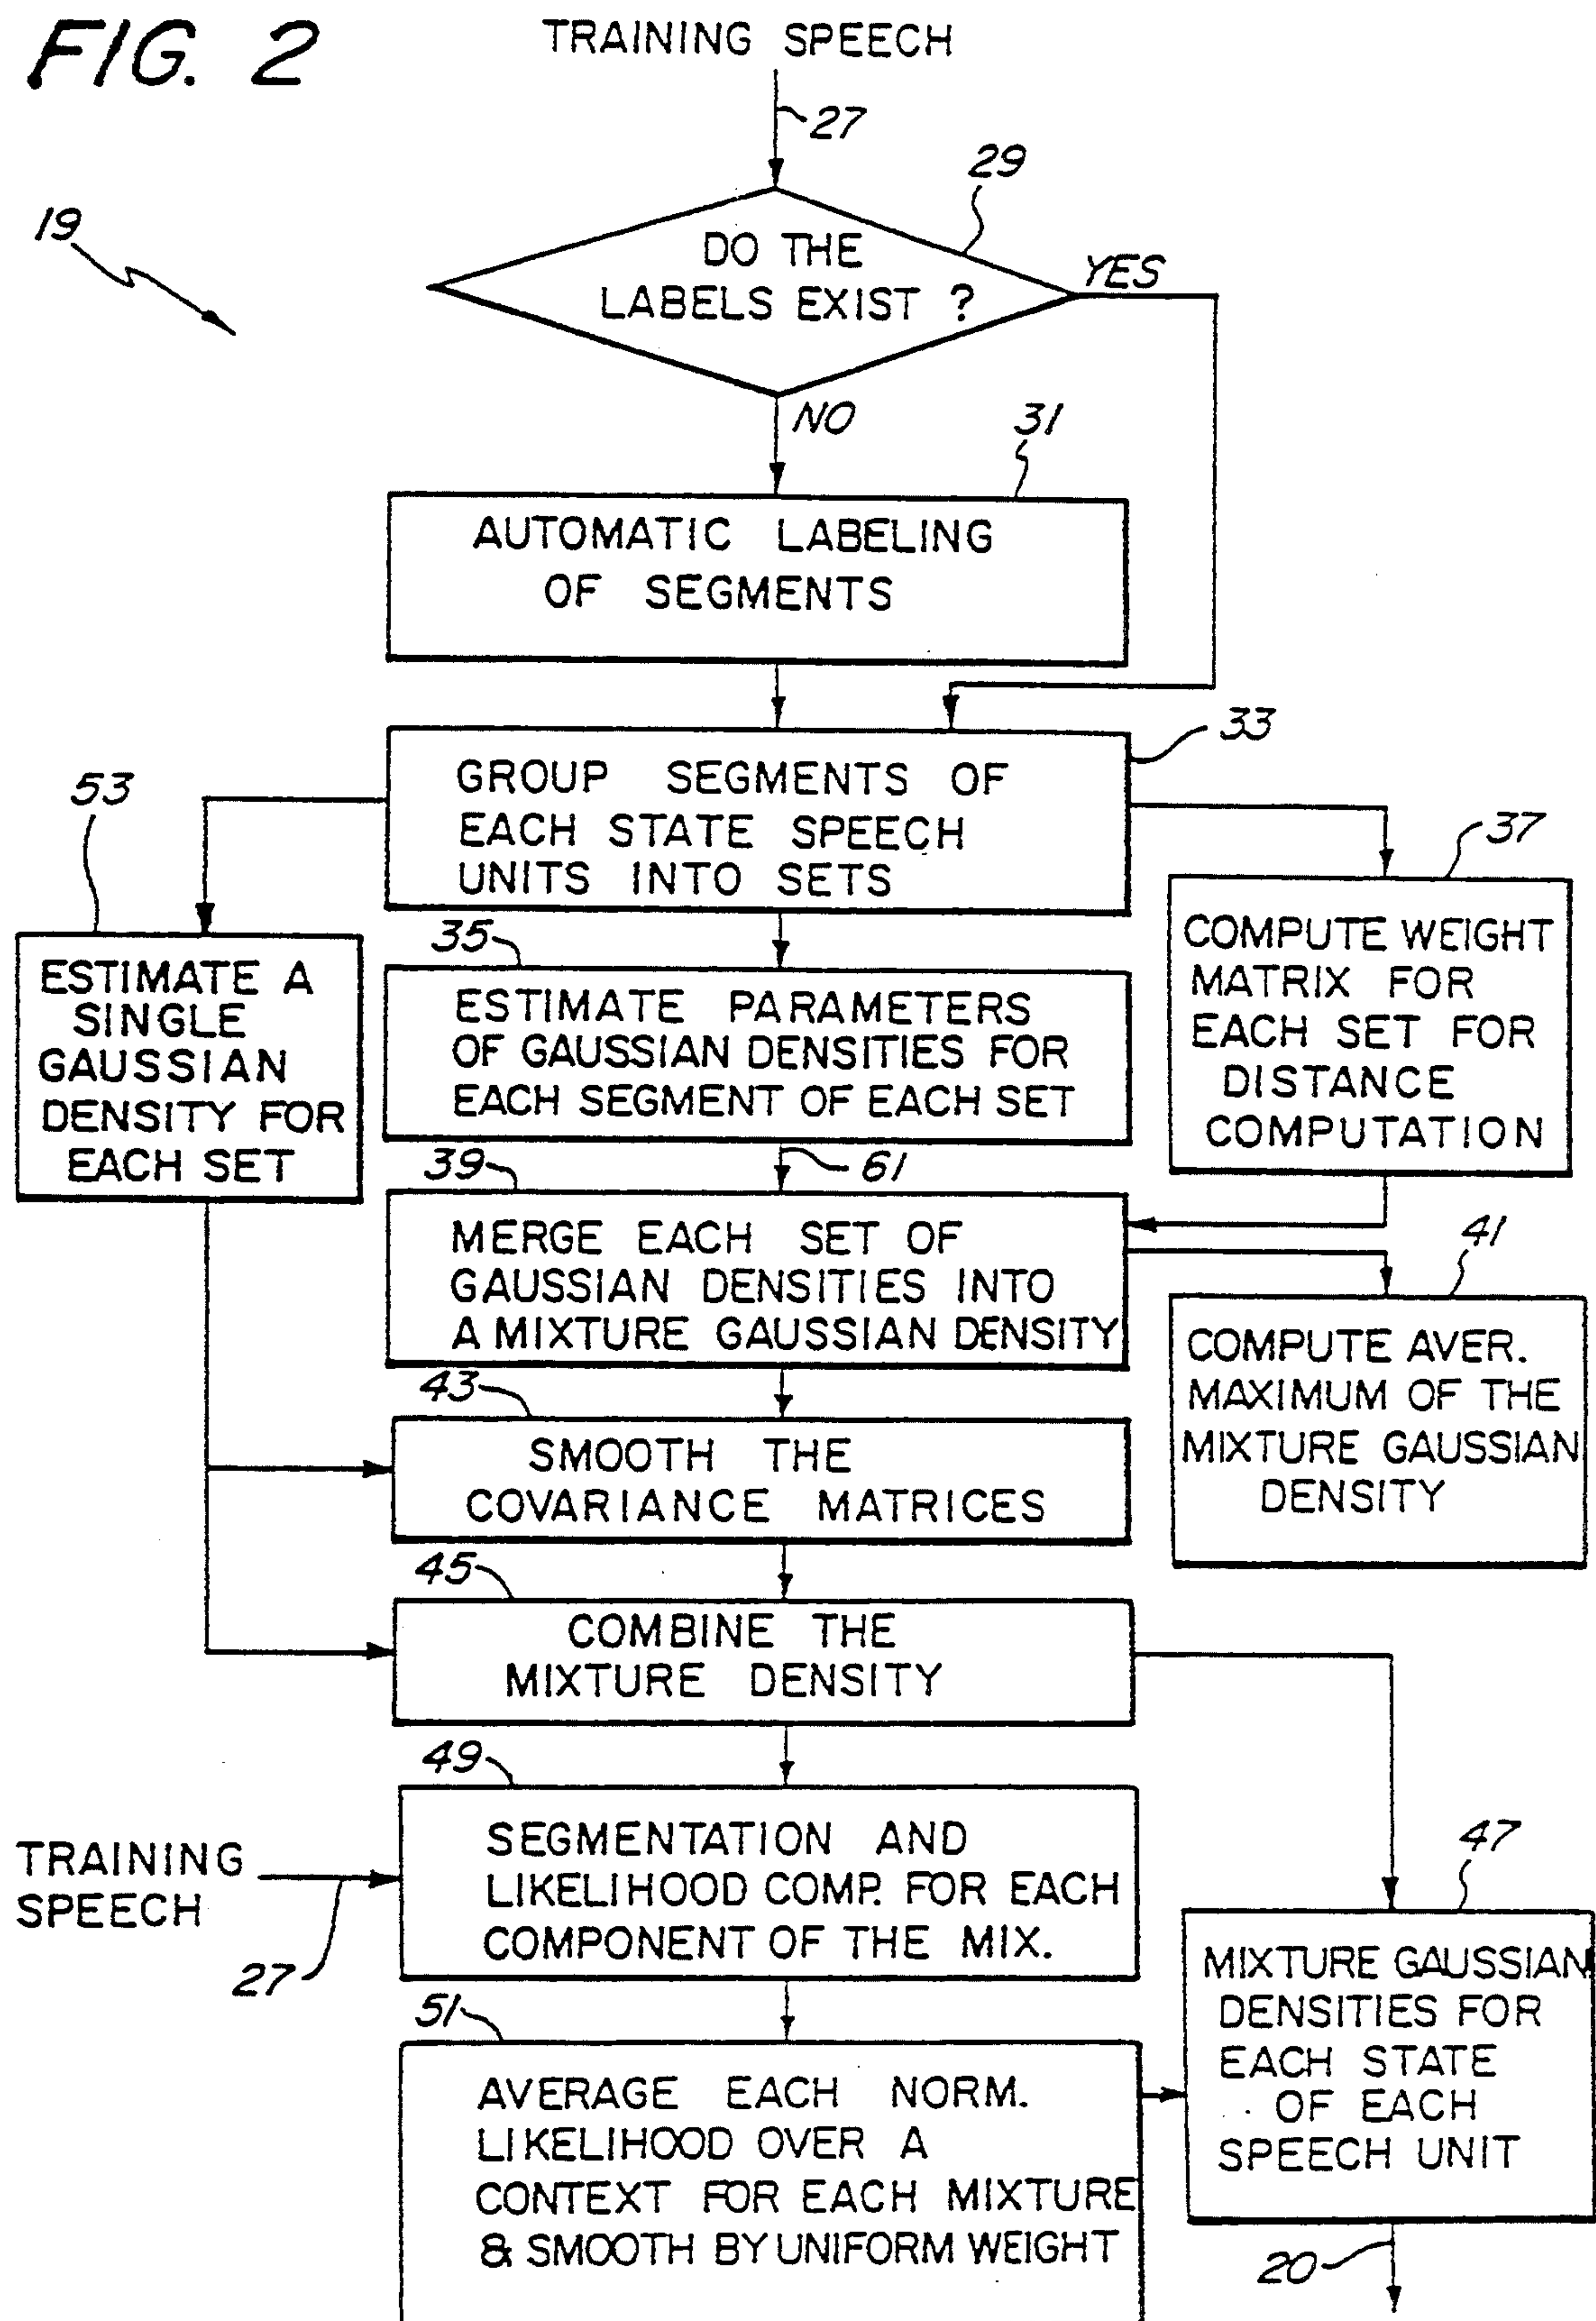 FIG. 2
TRAINING SPEECH
27
29
19
DO THE
LABELS EXIST ?
YES
NO
31
AUTOMATIC LABELING
OF SEGMENTS
33
GROUP SEGMENTS OF
EACH STATE SPEECH
UNITS INTO SETS
53
ESTIMATE A
SINGLE
GAUSSIAN
DENSITY FOR
EACH SET
37
COMPUTE WEIGHT
MATRIX FOR
EACH SET FOR
DISTANCE
COMPUTATION
35
ESTIMATE PARAMETERS
OF GAUSSIAN DENSITIES FOR
EACH SEGMENT OF EACH SET
61
39
MERGE EACH SET OF
GAUSSIAN DENSITIES INTO
A MIXTURE GAUSSIAN DENSITY
41
COMPUTE AVER.
MAXIMUM OF THE
MIXTURE GAUSSIAN
DENSITY
43
SMOOTH THE
COVARIANCE MATRICES
45
COMBINE THE
MIXTURE DENSITY
49
SEGMENTATION AND
LIKELIHOOD COMP. FOR EACH
COMPONENT OF THE MIX.
TRAINING
SPEECH
27
47
MIXTURE GAUSSIAN
DENSITIES FOR
EACH STATE
OF EACH
SPEECH UNIT
51
AVERAGE EACH NORM.
LIKELIHOOD OVER A
CONTEXT FOR EACH MIXTURE
& SMOOTH BY UNIFORM WEIGHT
20